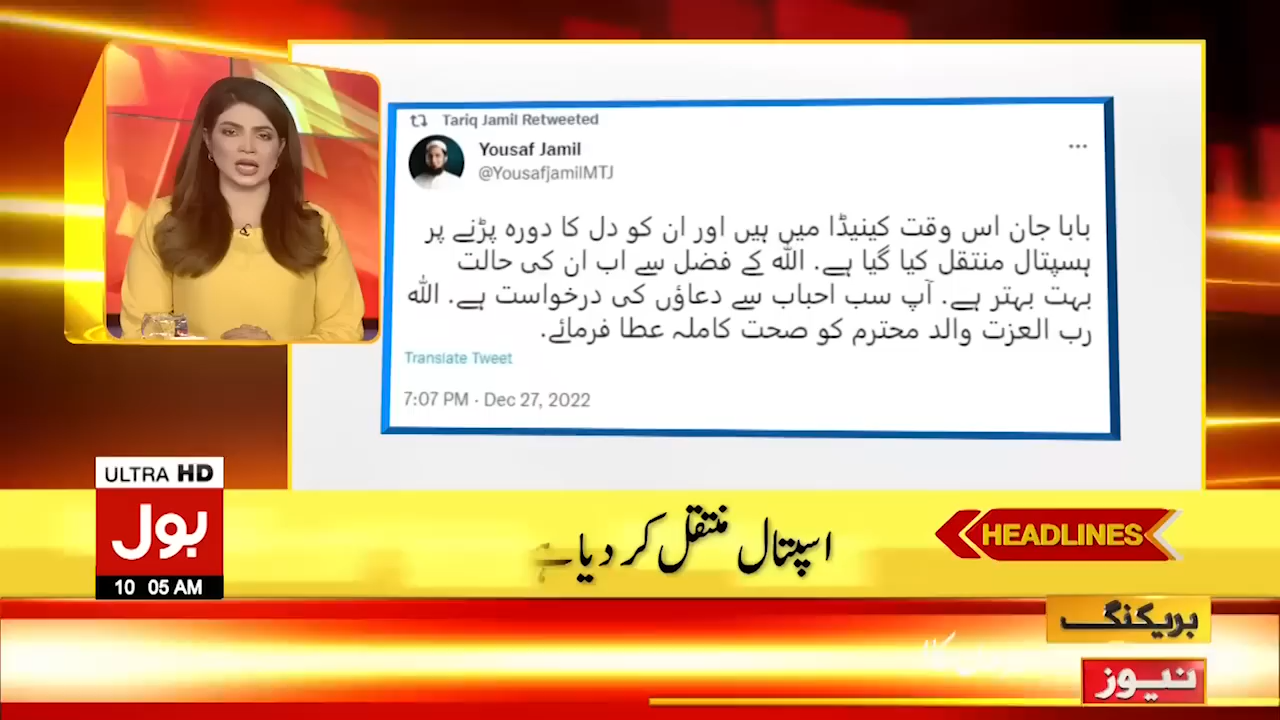 Tariq Jamil Retweeted
Yousaf Jamil
@YousafjamilMTJ
بابا جان اس وقت کینیڈا میں ہیں اور ان کو دل کا دورہ پڑنے پر
ہسپتال منتقل کیا گیا ہے. اللہ کے فضل سے اب ان کی حالت
بہت بہتر ہے. آپ سب احباب سے دعاؤں کی درخواست ہے. اللہ
رب العزت والد محترم کو صحت کاملہ عطا فرمائے.
Translate Tweet
7:07 PM · Dec 27, 2022
ULTRA HD
بول
10 05 AM
اسپتال منتقل کر دیا ہے
HEADLINES
بریکنگ
نیوز